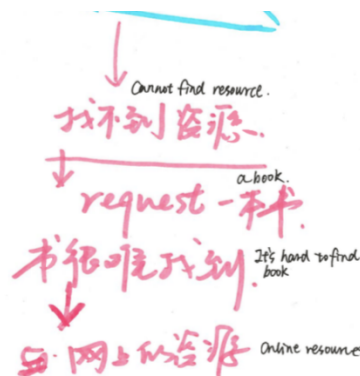 Cannot find resource.
找不到资源.
a book.
request 一本书.
书很难找到.
It's hard to find
book
网上的资源
Online resource